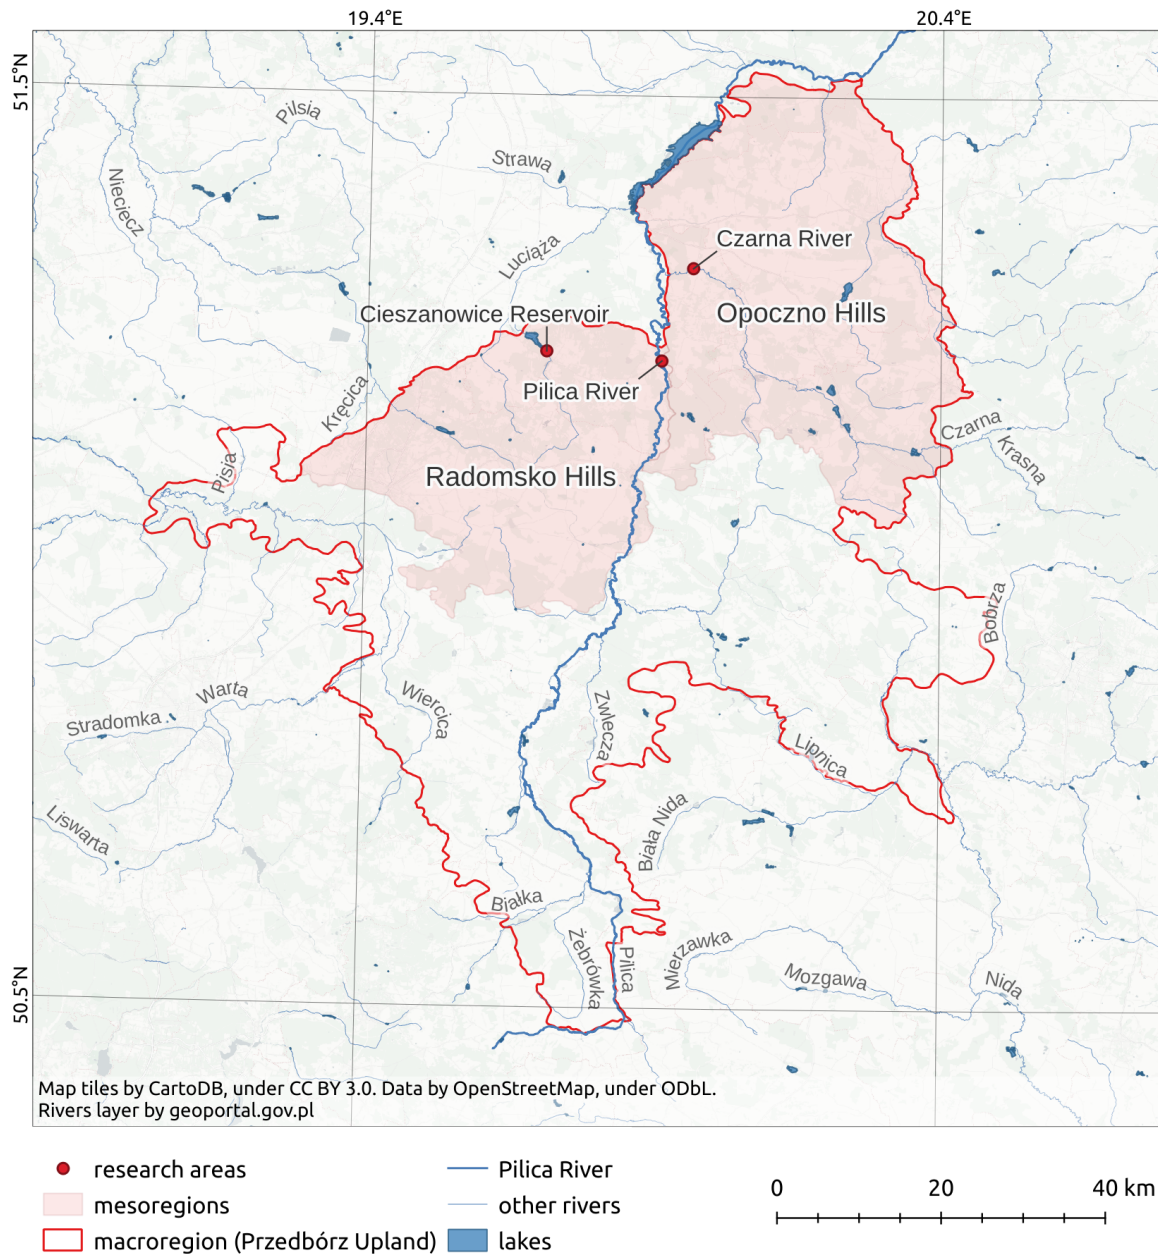 19.4°E
20.4°E
51.5°N
Pilsia
Strawa
Nieciecz
Czarna River
Luciąża
Cieszanowice Reservoir
Opoczno Hills
Pilica River
Kręcica
Czarna
Pisia
Radomsko Hills
Krasna
Bobrza
Warta
Wiercica
Stradomka
Zwlecza
Lipnica
Liswarta
Biała Nida
Białka
Żebrówka
Pilica
Mierzawka
Mozgawa
Nida
50.5°N
Map tiles by CartoDB, under CC BY 3.0. Data by OpenStreetMap, under ODbL.
Rivers layer by geoportal.gov.pl
research areas
Pilica River
0 20 40 km
mesoregions
other rivers
macroregion (Przedbórz Upland)
lakes